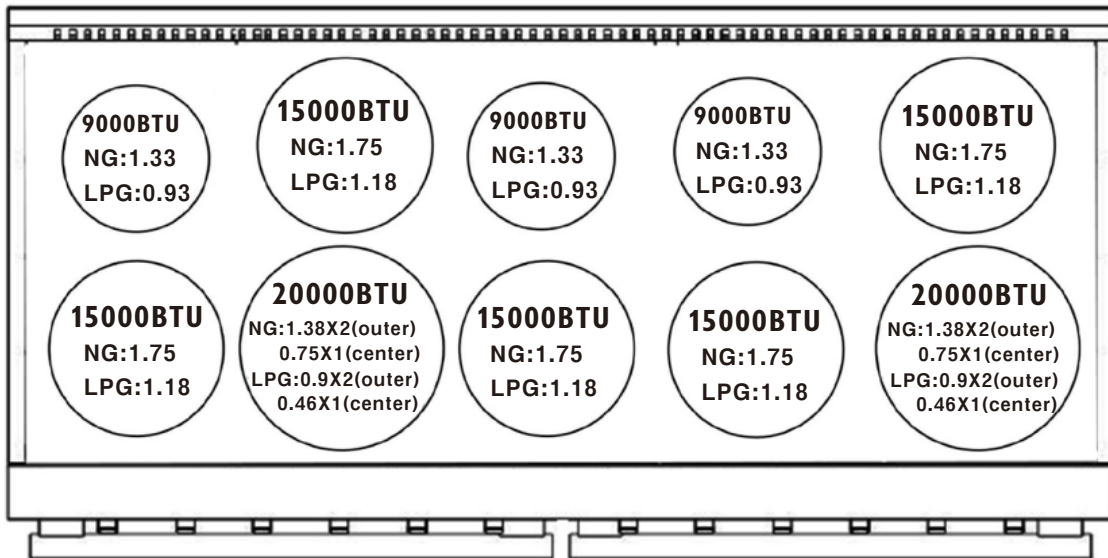 9000BTU
NG:1.33
LPG:0.93
15000BTU
NG:1.75
LPG:1.18
9000BTU
NG:1.33
LPG:0.93
9000BTU
NG:1.33
LPG:0.93
15000BTU
NG:1.75
LPG:1.18
15000BTU
NG:1.75
LPG:1.18
20000BTU
NG:1.38X2(outer)
0.75X1(center)
LPG:0.9X2(outer)
0.46X1(center)
15000BTU
NG:1.75
LPG:1.18
15000BTU
NG:1.75
LPG:1.18
20000BTU
NG:1.38X2(outer)
0.75X1(center)
LPG:0.9X2(outer)
0.46X1(center)